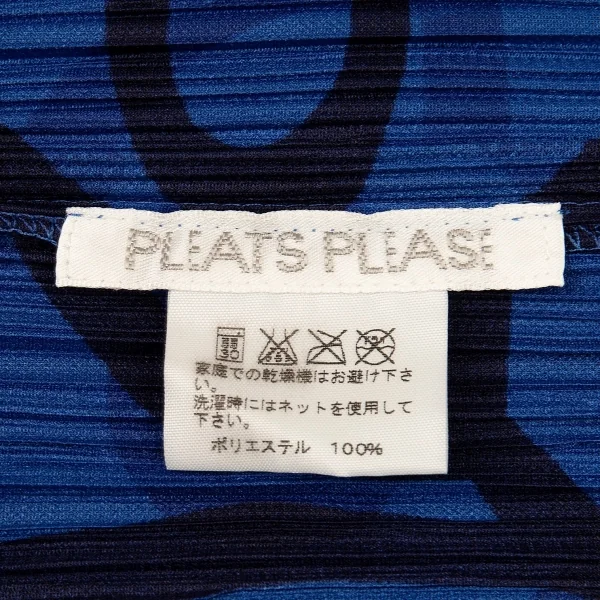 PLEATS PLEASE
家庭での乾燥機はお避け下さ
い。
洗濯時にはネットを使用して
下さい。
ポリエステル 100%